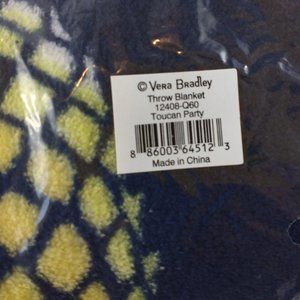 © VERA BRADLEY
Throw Blanket
12408-Q60
Toucan Party
8 86003 64512 3
Made in China